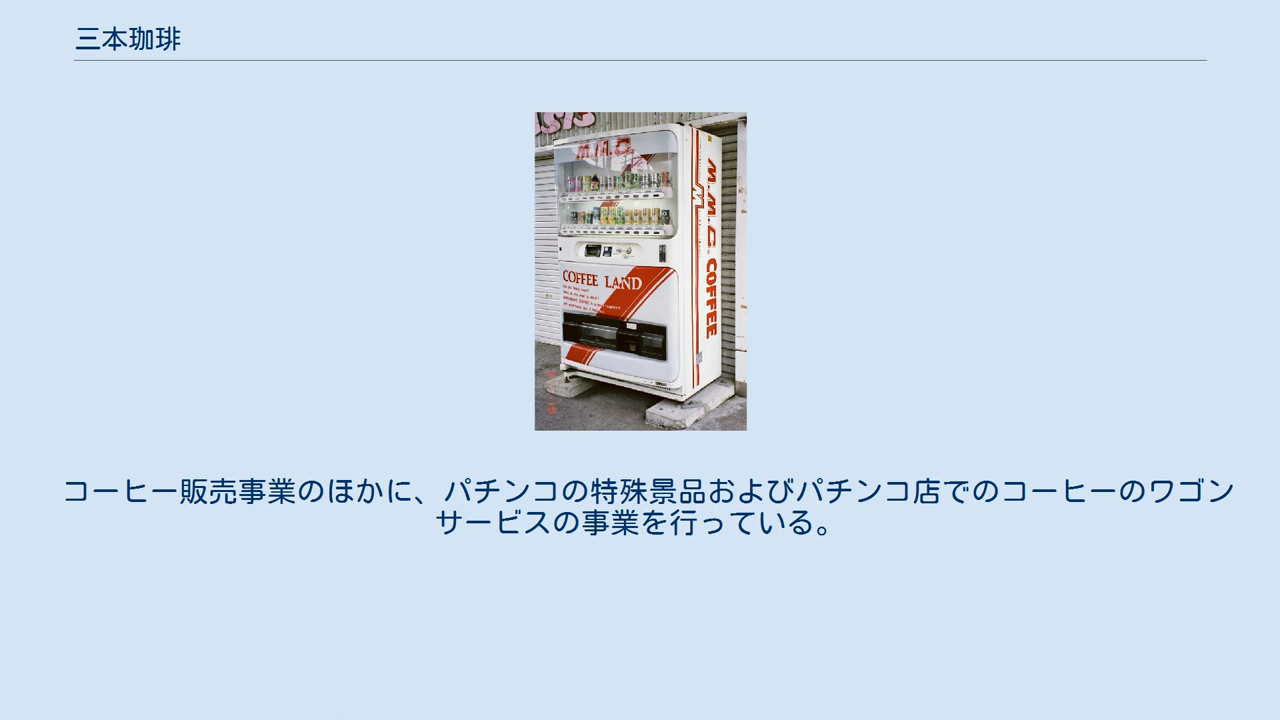 三本珈琲
M.M.C.
M.M.C. COFFEE
COFFEE LAND
コーヒー販売事業のほかに、パチンコの特殊景品およびパチンコ店でのコーヒーのワゴン
サービスの事業を行っている。